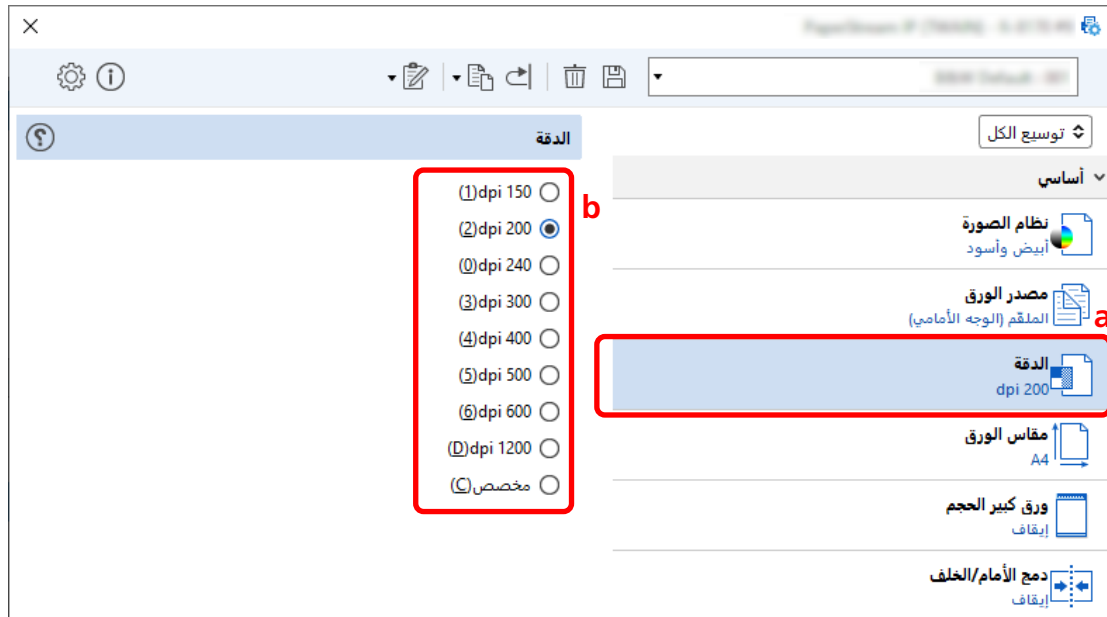 توسيع الكل
أساسي
نظام الصورة
أبيض وأسود
مصدر الورق
الملقّم (الوجه الأمامي)
a
الدقة
dpi 200
مقاس الورق
A4
ورق كبير الحجم
إيقاف
دمج الأمام/الخلف
إيقاف
الدقة
b
dpi 150(1)
dpi 200(2)
dpi 240(0)
dpi 300(3)
dpi 400(4)
dpi 500(5)
dpi 600(6)
dpi 1200(D)
مخصص(C)